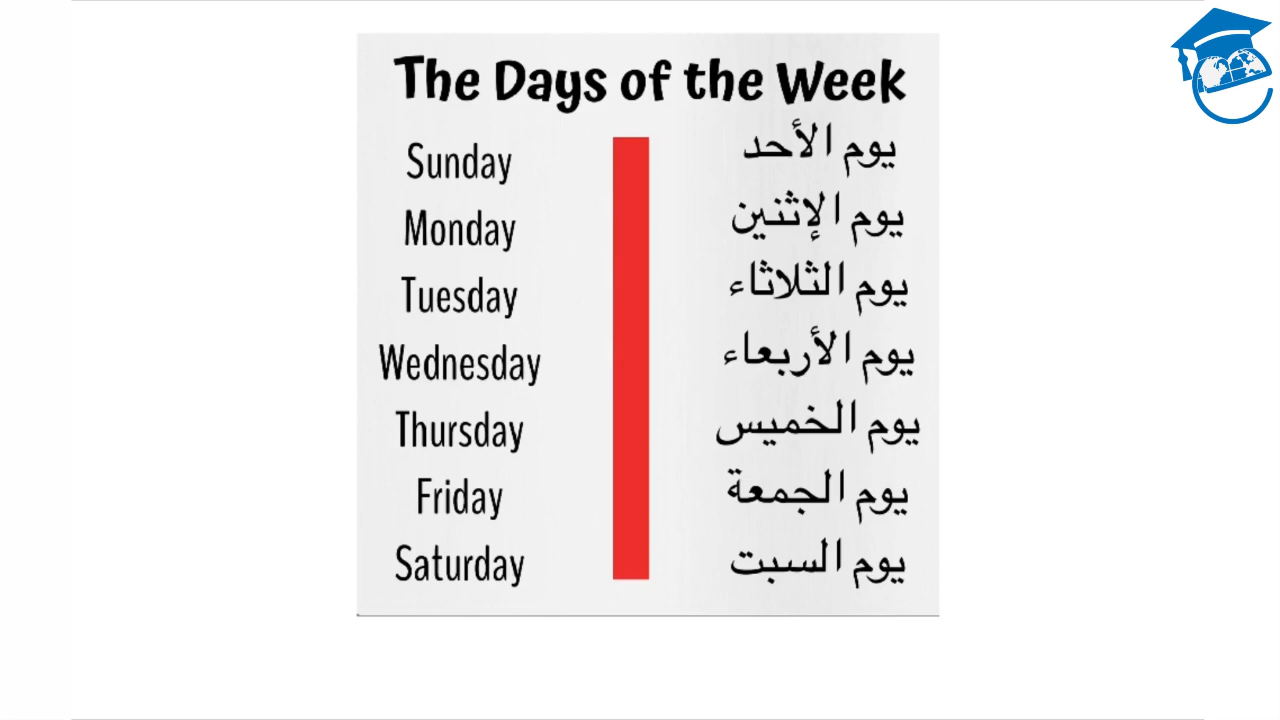 The Days of the Week
Sunday يوم الأحد
Monday يوم الإثنين
Tuesday يوم الثلاثاء
Wednesday يوم الأربعاء
Thursday يوم الخميس
Friday يوم الجمعة
Saturday يوم السبت